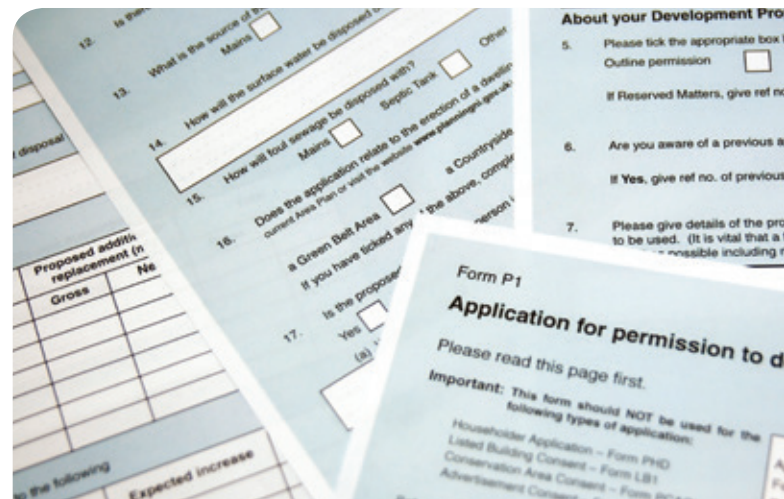 12.
Is there
13.
What is the source of the
Mains
14.
How will the surface water be disposed
15.
How will foul sewage be disposed with?
Mains
Septic Tank
Other
16.
Does the application relate to the erection of a dwelling
current Area Plan or visit the website www.planningni.gov.uk
a Green Belt Area
a Countryside
If you have ticked any of the above,
17.
Is the proposed
Yes
(a)
disposal
Proposed
replacement
Gross
to the following
Expected increase
About your Development Pro
5.
Please tick the appropriate box
Outline permission
If Reserved Matters, give ref no
6.
Are you aware of a previous a
If Yes, give ref no. of previous
7.
Please give details of the pro
to be used. (It is vital that a
possible including
Form P1
Application for permission to d
Please read this page first.
Important: This form should NOT be used for the
following types of application:
Householder Application – Form PHD
Listed Building Consent – Form LB1
Conservation Area Consent – Form
Advertisement